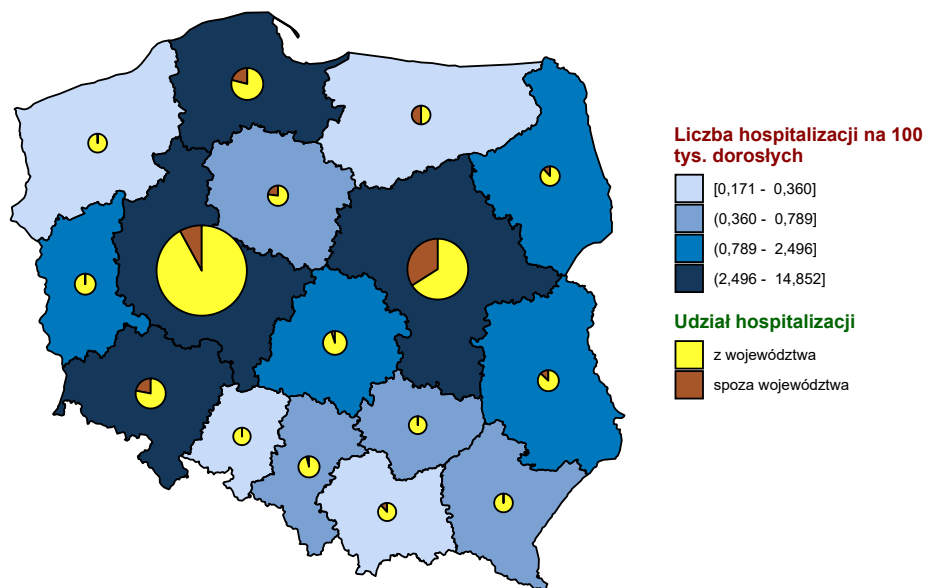 Liczba hospitalizacji na 100
tys. dorosłych
[0,171 - 0,360]
(0,360 - 0,789]
(0,789 - 2,496]
(2,496 - 14,852]
Udział hospitalizacji
z województwa
spoza województwa